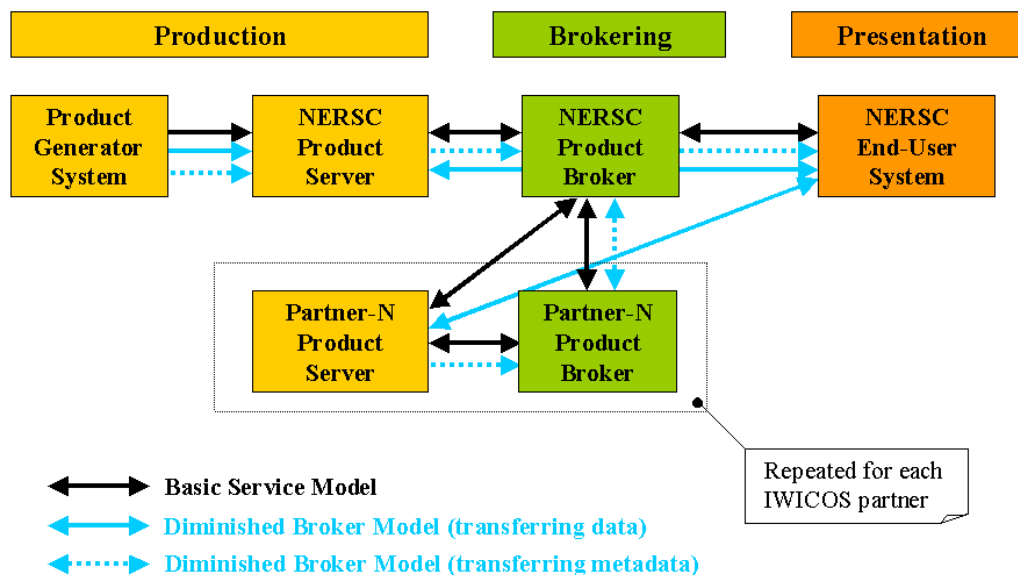 Production
Brokering
Presentation
Product
Generator
System
NERSC
Product
Server
NERSC
Product
Broker
NERSC
End-User
System
Partner-N
Product
Server
Partner-N
Product
Broker
Repeated for each
IWICOS partner
Basic Service Model
Diminished Broker Model (transferring data)
Diminished Broker Model (transferring metadata)